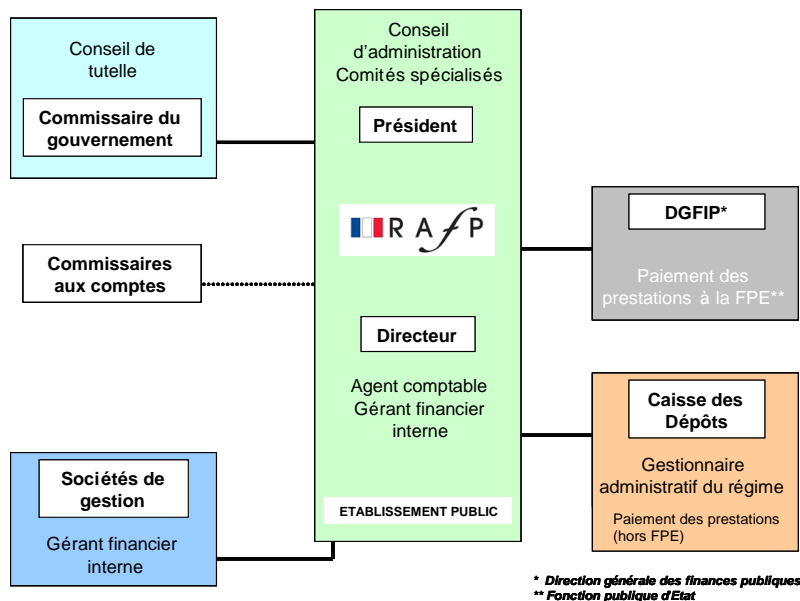 Conseil de
tutelle
Commissaire du
gouvernement
Commissaires
aux comptes
Sociétés de
gestion
Gérant financier
interne
Conseil
d'administration
Comités spécialisés
Président
RAfP
Directeur
Agent comptable
Gérant financier
interne
ETABLISSEMENT PUBLIC
DGFIP*
Paiement des
prestations à la FPE**
Caisse des
Dépôts
Gestionnaire
administratif du régime
Paiement des prestations
(hors FPE)
* Direction générale des finances publiques
** Fonction publique d'Etat